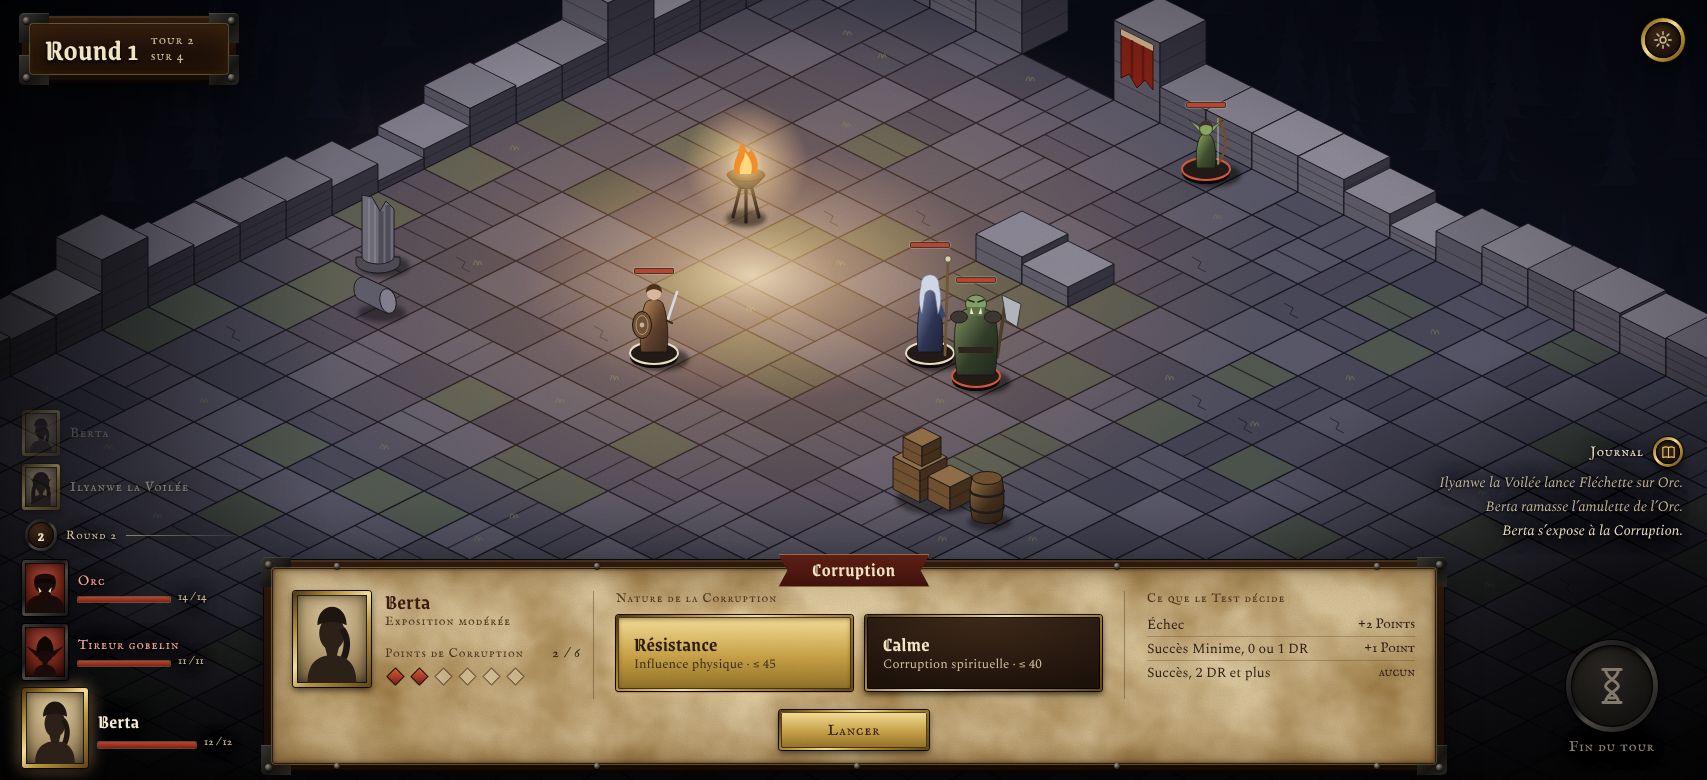 Round 1
Tour 2
sur 4
Berta
Ilyanwe la Voilée
2 Round 2
Orc
14/14
Tireur gobelin
11/11
Berta
12/12
Journal
Ilyanwe la Voilée lance Fléchette sur Orc.
Berta ramasse l'amulette de l'Orc.
Berta s'expose à la Corruption.
Corruption
Berta
Exposition modérée
Points de Corruption 2 / 6
Nature de la Corruption
Résistance
Influence physique · ≤ 45
Calme
Corruption spirituelle · ≤ 40
Ce que le Test décide
Échec +2 Points
Succès Minime, 0 ou 1 DR +1 Point
Succès, 2 DR et plus aucun
Lancer
Fin du tour